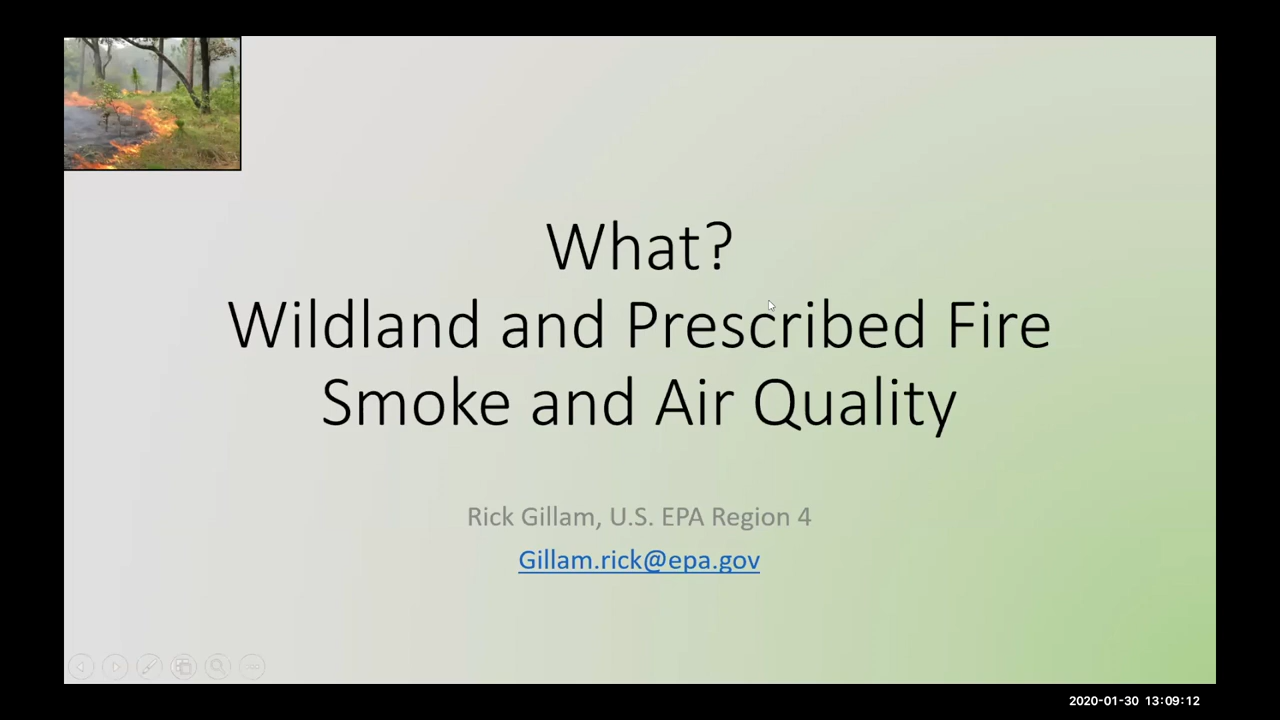 What?
Wildland and Prescribed Fire
Smoke and Air Quality
Rick Gillam, U.S. EPA Region 4
Gillam.rick@epa.gov
2020-01-30 13:09:12